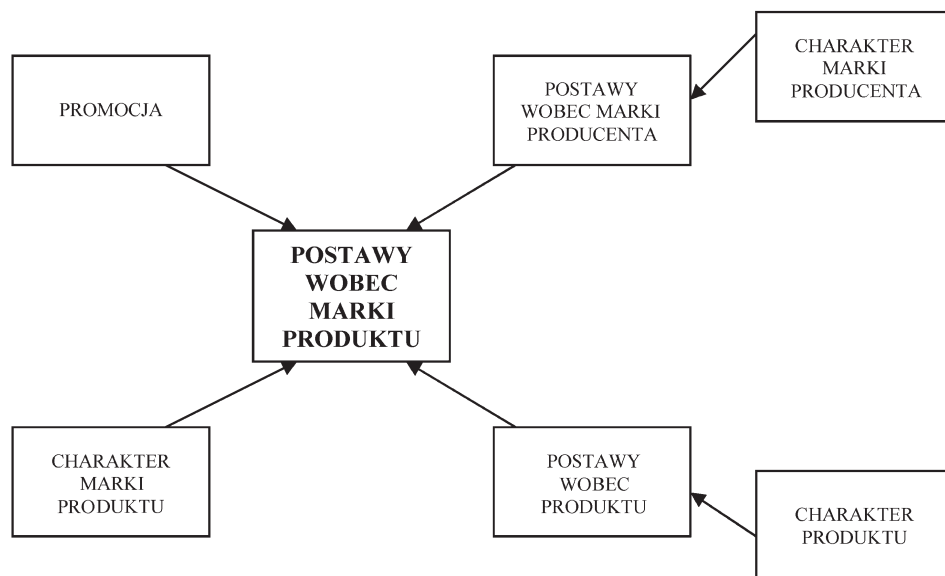 PROMOCJA
POSTAWY
WOBEC MARKI
PRODUCENTA
CHARAKTER
MARKI
PRODUCENTA
POSTAWY
WOBEC
MARKI
PRODUKTU
CHARAKTER
MARKI
PRODUKTU
POSTAWY
WOBEC
PRODUKTU
CHARAKTER
PRODUKTU